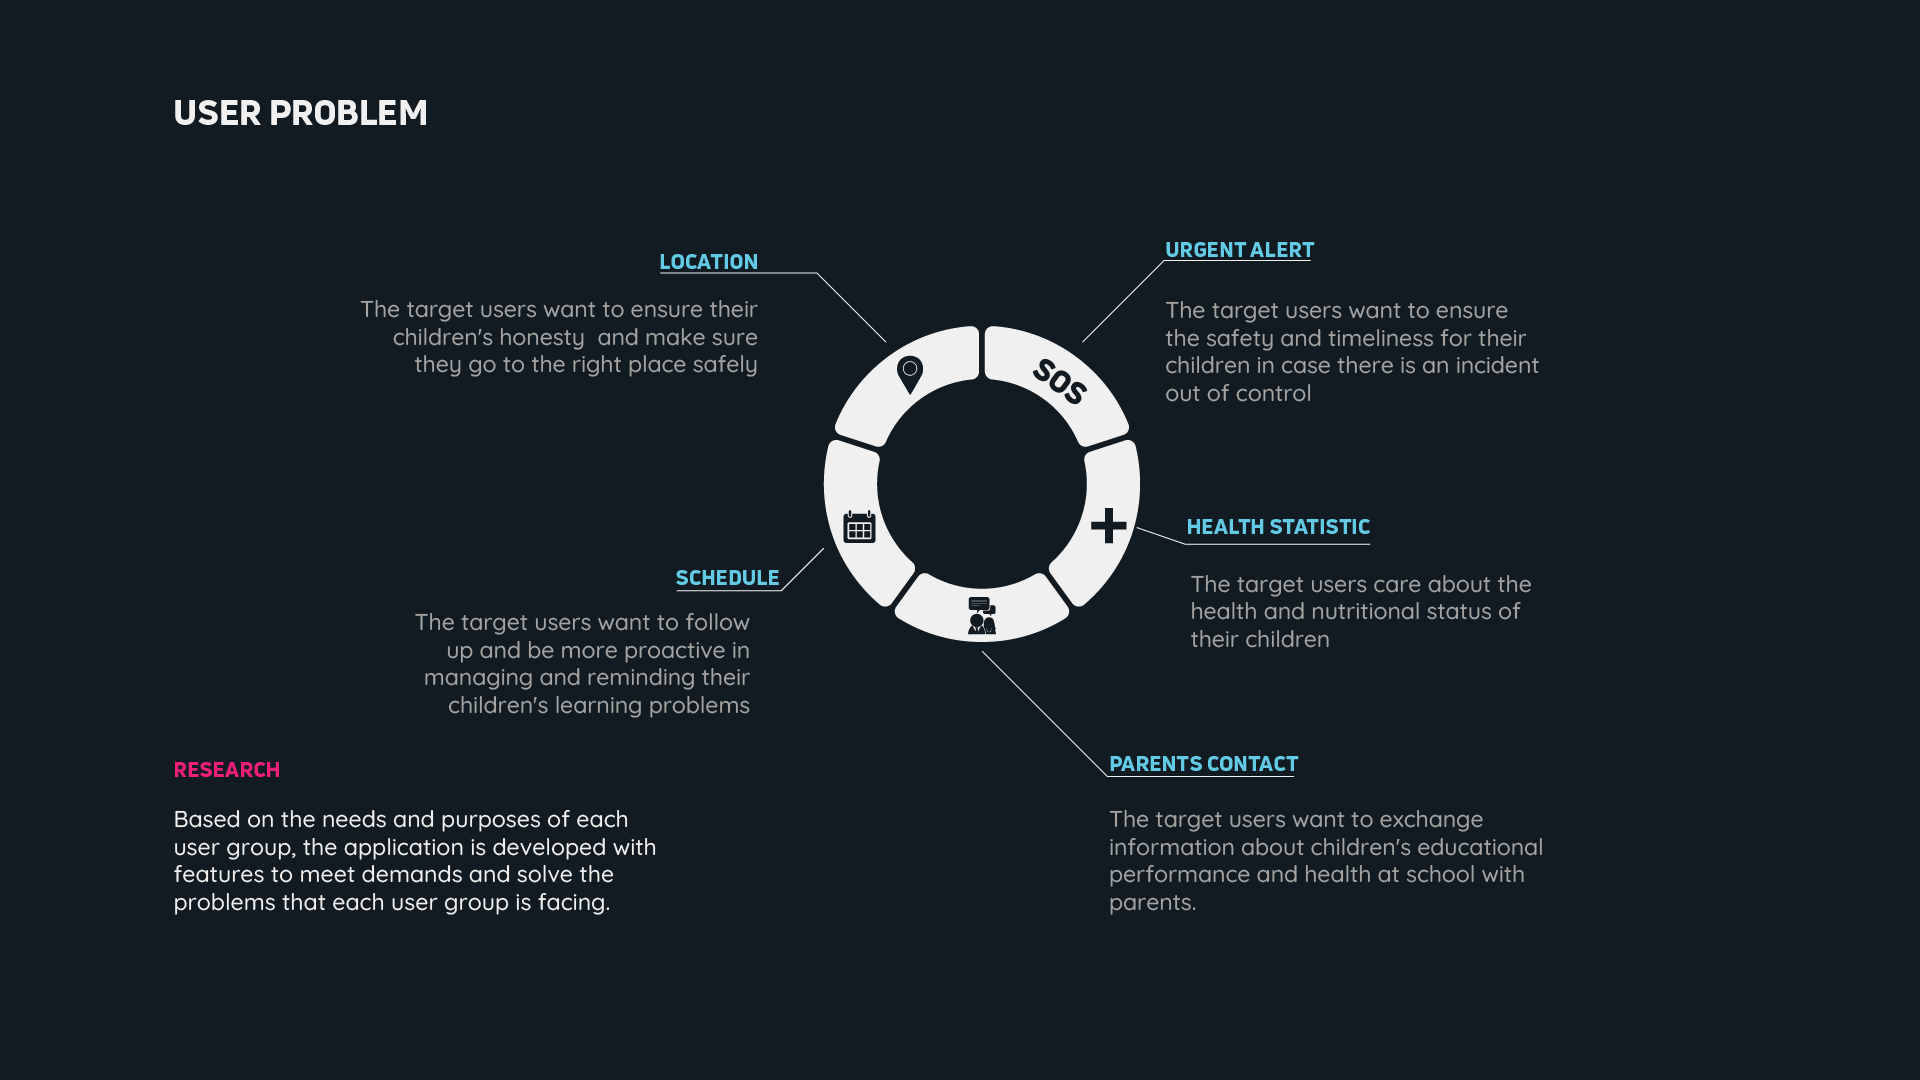 USER PROBLEM
LOCATION
The target users want to ensure their
children's honesty  and make sure
they go to the right place safely
URGENT ALERT
The target users want to ensure
the safety and timeliness for their
children in case there is an incident
out of control
SOS
HEALTH STATISTIC
The target users care about the
health and nutritional status of
their children
SCHEDULE
The target users want to follow
up and be more proactive in
managing and reminding their
children's learning problems
PARENTS CONTACT
The target users want to exchange
information about children's educational
performance and health at school with
parents.
RESEARCH
Based on the needs and purposes of each
user group, the application is developed with
features to meet demands and solve the
problems that each user group is facing.